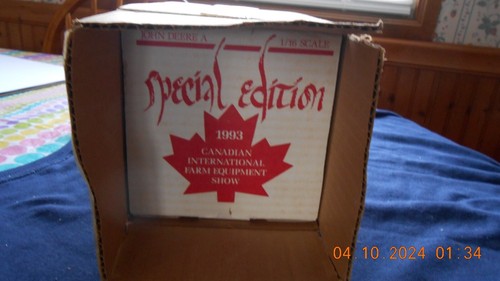 JOHN DEERE A 1/16 SCALE
special edition
1993
CANADIAN
INTERNATIONAL
FARM EQUIPMENT
SHOW
04 10 2024 01:34